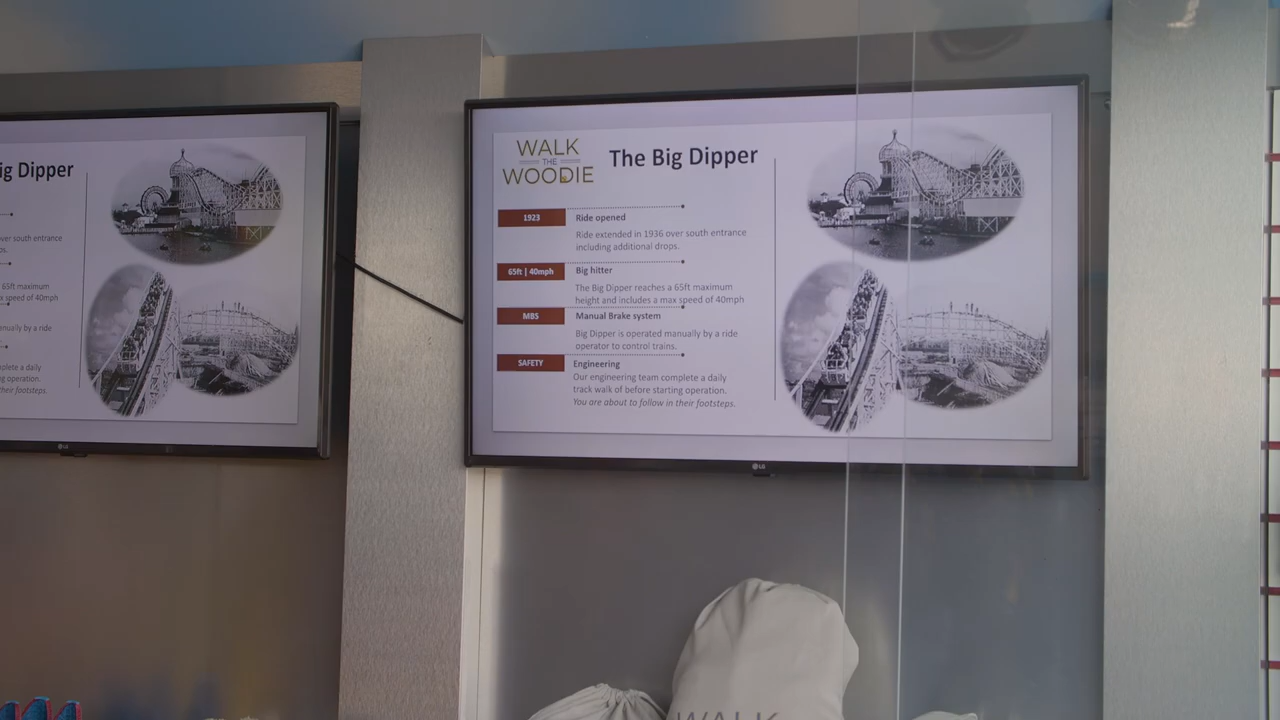 ig Dipper
over south entrance
ps.
65ft maximum
x speed of 40mph
anually by a ride
mplete a daily
ng operation.
their footsteps.
LG
WALK
THE
WOODIE
The Big Dipper
1923
Ride opened
Ride extended in 1936 over south entrance
including additional drops.
65ft | 40mph
Big hitter
The Big Dipper reaches a 65ft maximum
height and includes a max speed of 40mph
MBS
Manual Brake system
Big Dipper is operated manually by a ride
operator to control trains.
SAFETY
Engineering
Our engineering team complete a daily
track walk of before starting operation.
You are about to follow in their footsteps.
LG
WALK